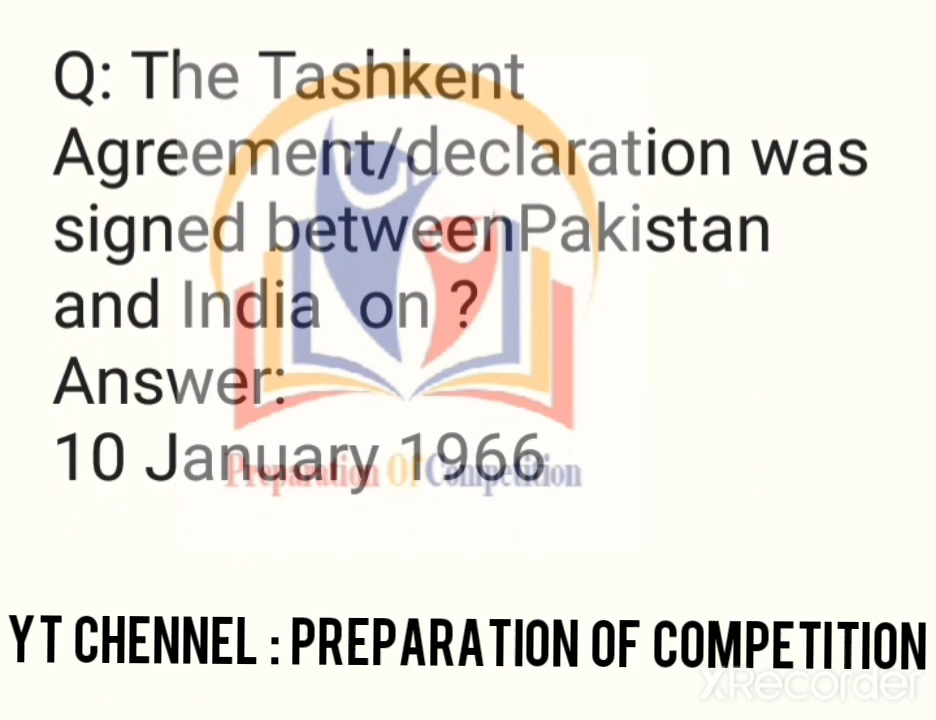 Q: The Tashkent
Agreement/declaration was
signed betweenPakistan
and India on ?
Answer:
10 January 1966
Preparation Of Competition
YT CHENNEL : PREPARATION OF COMPETITION
XRecorder